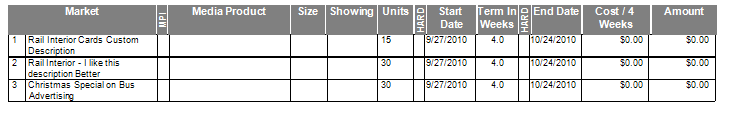 Market MPI Media Product Size Showing Units HARD Start Date Term In Weeks HARD End Date Cost / 4 Weeks Amount
1 Rail Interior Cards Custom 15 9/27/2010 4.0 10/24/2010 $0.00 $0.00
Description
2 Rail Interior - I like this 30 9/27/2010 4.0 10/24/2010 $0.00 $0.00
description Better
3 Christmas Special on Bus 30 9/27/2010 4.0 10/24/2010 $0.00 $0.00
Advertising